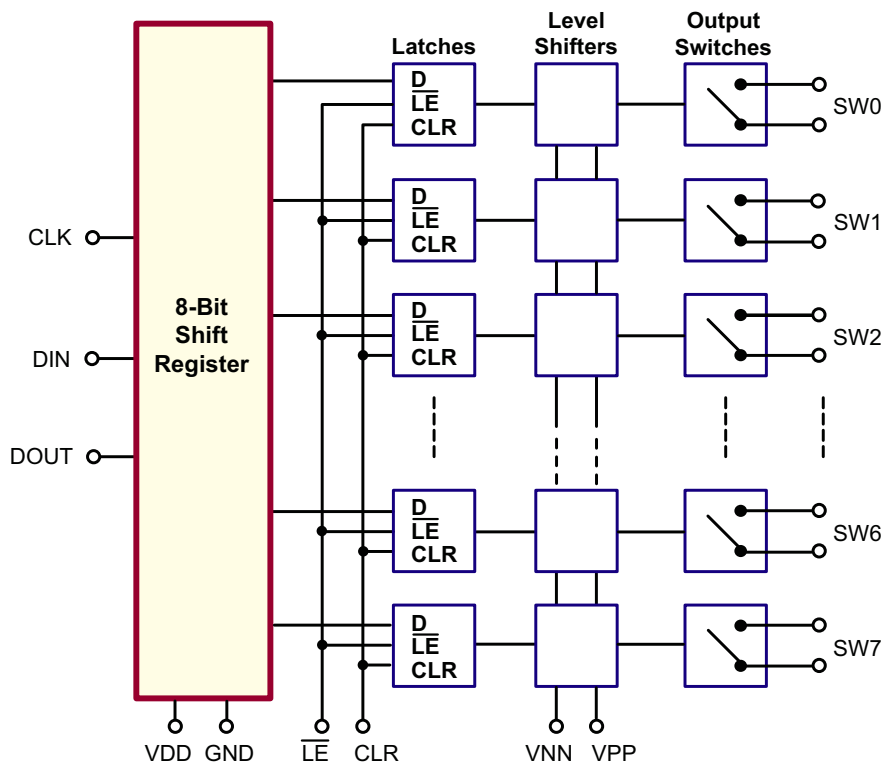 Latches
Level
Shifters
Output
Switches
D
LE
CLR
SW0
D
LE
CLR
SW1
CLK
8-Bit
Shift
Register
D
LE
CLR
SW2
DIN
DOUT
D
LE
CLR
SW6
D
LE
CLR
SW7
VDD
GND
LE
CLR
VNN
VPP